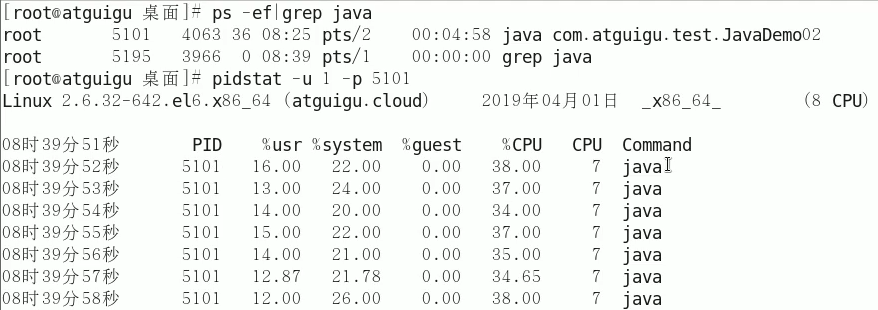 [root@atguigu 桌面]# ps -ef|grep java
root      5101  4063 36 08:25 pts/2    00:04:58 java com.atguigu.test.JavaDemo02
root      5195  3966  0 08:39 pts/1    00:00:00 grep java
[root@atguigu 桌面]# pidstat -u 1 -p 5101
Linux 2.6.32-642.el6.x86_64 (atguigu.cloud)     2019年04月01日  _x86_64_        (8 CPU)
08时39分51秒       PID    %usr %system  %guest    %CPU   CPU  Command
08时39分52秒      5101   16.00   22.00    0.00   38.00     7  java
08时39分53秒      5101   13.00   24.00    0.00   37.00     7  java
08时39分54秒      5101   14.00   20.00    0.00   34.00     7  java
08时39分55秒      5101   15.00   22.00    0.00   37.00     7  java
08时39分56秒      5101   14.00   21.00    0.00   35.00     7  java
08时39分57秒      5101   12.87   21.78    0.00   34.65     7  java
08时39分58秒      5101   12.00   26.00    0.00   38.00     7  java